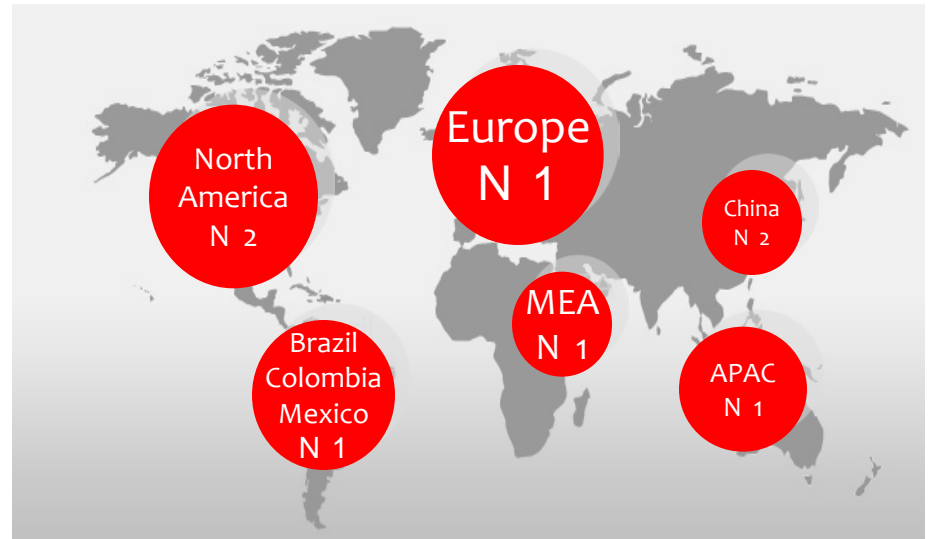 North
America
N 2
Europe
N 1
China
N 2
MEA
N 1
Brazil
Colombia
Mexico
N 1
APAC
N 1